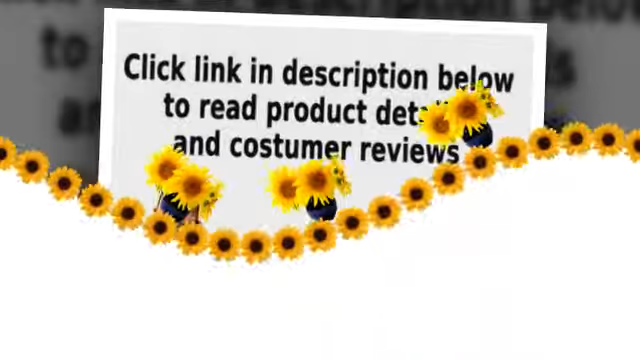 Click link in description below
to read product
and costumer reviews